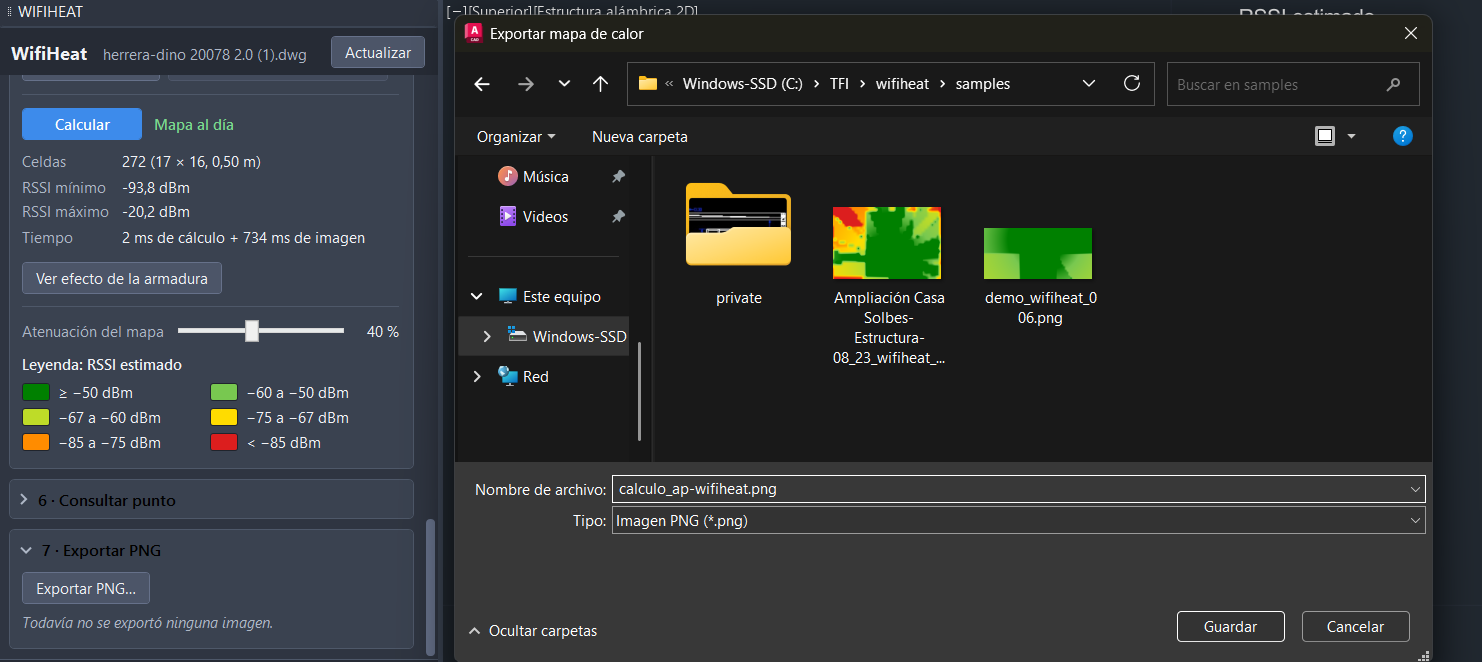 WIFIHEAT
WifiHeat herrera-dino 20078 2.0 (1).dwg Actualizar
Calcular Mapa al día
Celdas 272 (17 × 16, 0,50 m)
RSSI mínimo -93,8 dBm
RSSI máximo -20,2 dBm
Tiempo 2 ms de cálculo + 734 ms de imagen
Ver efecto de la armadura
Atenuación del mapa 40 %
Leyenda: RSSI estimado
≥ −50 dBm −60 a −50 dBm
−67 a −60 dBm −75 a −67 dBm
−85 a −75 dBm < −85 dBm
6 · Consultar punto
7 · Exportar PNG
Exportar PNG...
Todavía no se exportó ninguna imagen.
[−][Superior][Estructura alámbrica 2D]
RSSI estimado
Exportar mapa de calor
« Windows-SSD (C:) › TFI › wifiheat › samples
Buscar en samples
Organizar Nueva carpeta
Música
Videos
Este equipo
Windows-SSD
Red
private
Ampliación Casa
Solbes-
Estructura-
08_23_wifiheat_...
demo_wifiheat_0
06.png
Nombre de archivo: calculo_ap-wifiheat.png
Tipo: Imagen PNG (*.png)
Ocultar carpetas
Guardar Cancelar